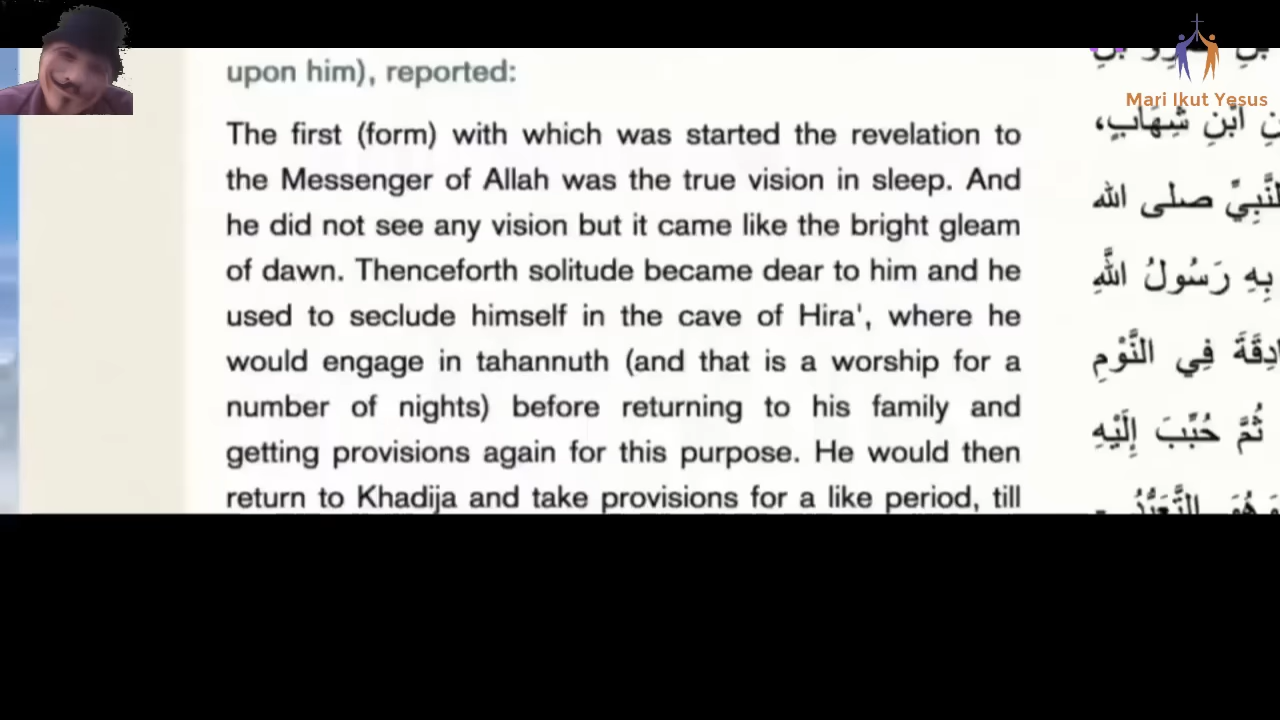 upon him), reported:
The first (form) with which was started the revelation to
the Messenger of Allah was the true vision in sleep. And
he did not see any vision but it came like the bright gleam
of dawn. Thenceforth solitude became dear to him and he
used to seclude himself in the cave of Hira', where he
would engage in tahannuth (and that is a worship for a
number of nights) before returning to his family and
getting provisions again for this purpose. He would then
return to Khadija and take provisions for a like period, till
Mari Ikut Yesus
ابْنِ شِهَابٍ،
النَّبِيِّ صلى الله
بِهِ رَسُولُ اللَّهِ
فِي النَّوْمِ
ثُمَّ حُبِّبَ إِلَيْهِ
وَهُوَ التَّعَبُّدُ -